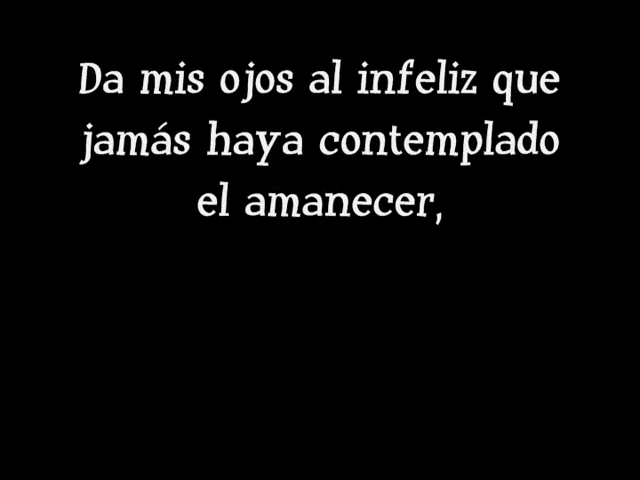 Da mis ojos al infeliz que
jamás haya contemplado
el amanecer,